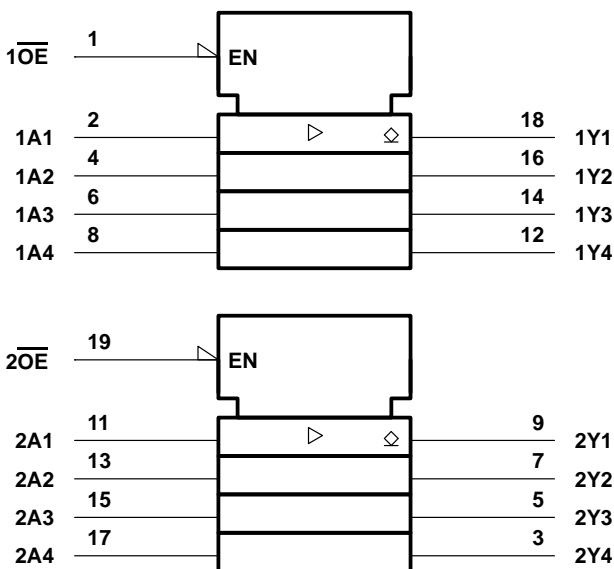 1OE 1 EN
1A1 2 18 1Y1
1A2 4 16 1Y2
1A3 6 14 1Y3
1A4 8 12 1Y4
2OE 19 EN
2A1 11 9 2Y1
2A2 13 7 2Y2
2A3 15 5 2Y3
2A4 17 3 2Y4